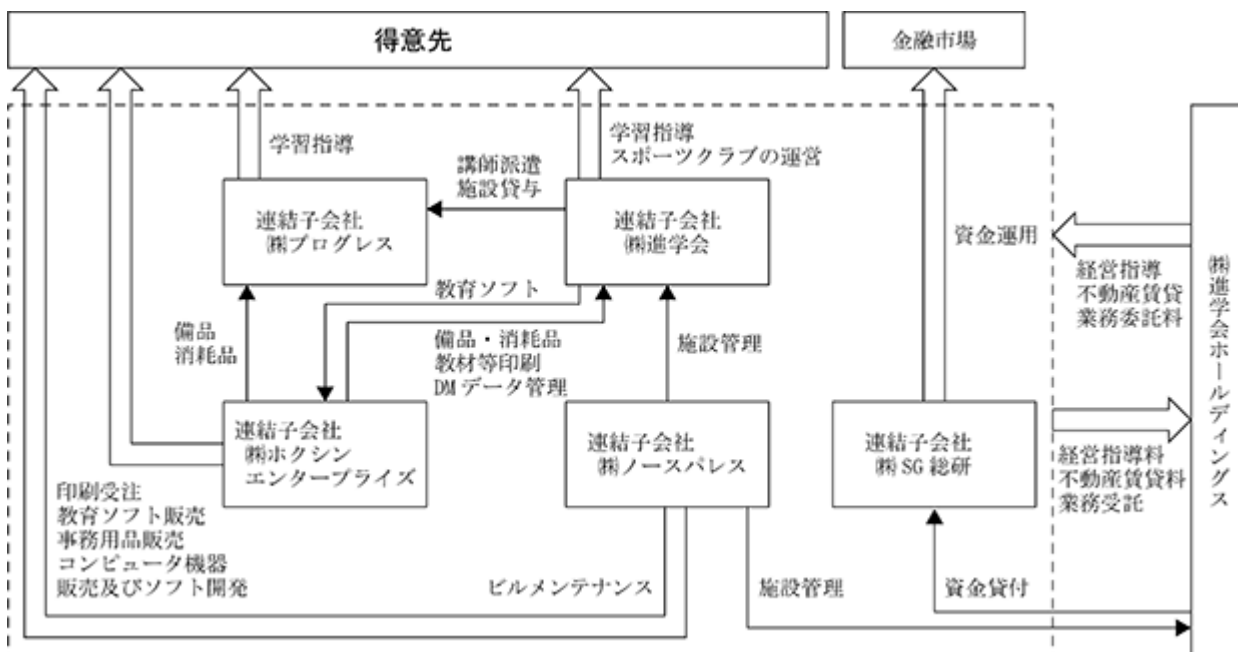 得意先
金融市場
学習指導
学習指導
スポーツクラブの運営
講師派遣
施設貸与
連結子会社
㈱プログレス
連結子会社
㈱進学会
資金運用
経営指導
不動産賃貸
業務委託料
㈱進学会ホールディングス
教育ソフト
備品
消耗品
備品・消耗品
教材等印刷
DMデータ管理
施設管理
連結子会社
㈱ホクシン
エンタープライズ
連結子会社
㈱ノースパレス
連結子会社
㈱SG総研
経営指導料
不動産賃貸料
業務受託
印刷受注
教育ソフト販売
事務用品販売
コンピュータ機器
販売及びソフト開発
ビルメンテナンス
施設管理
資金貸付